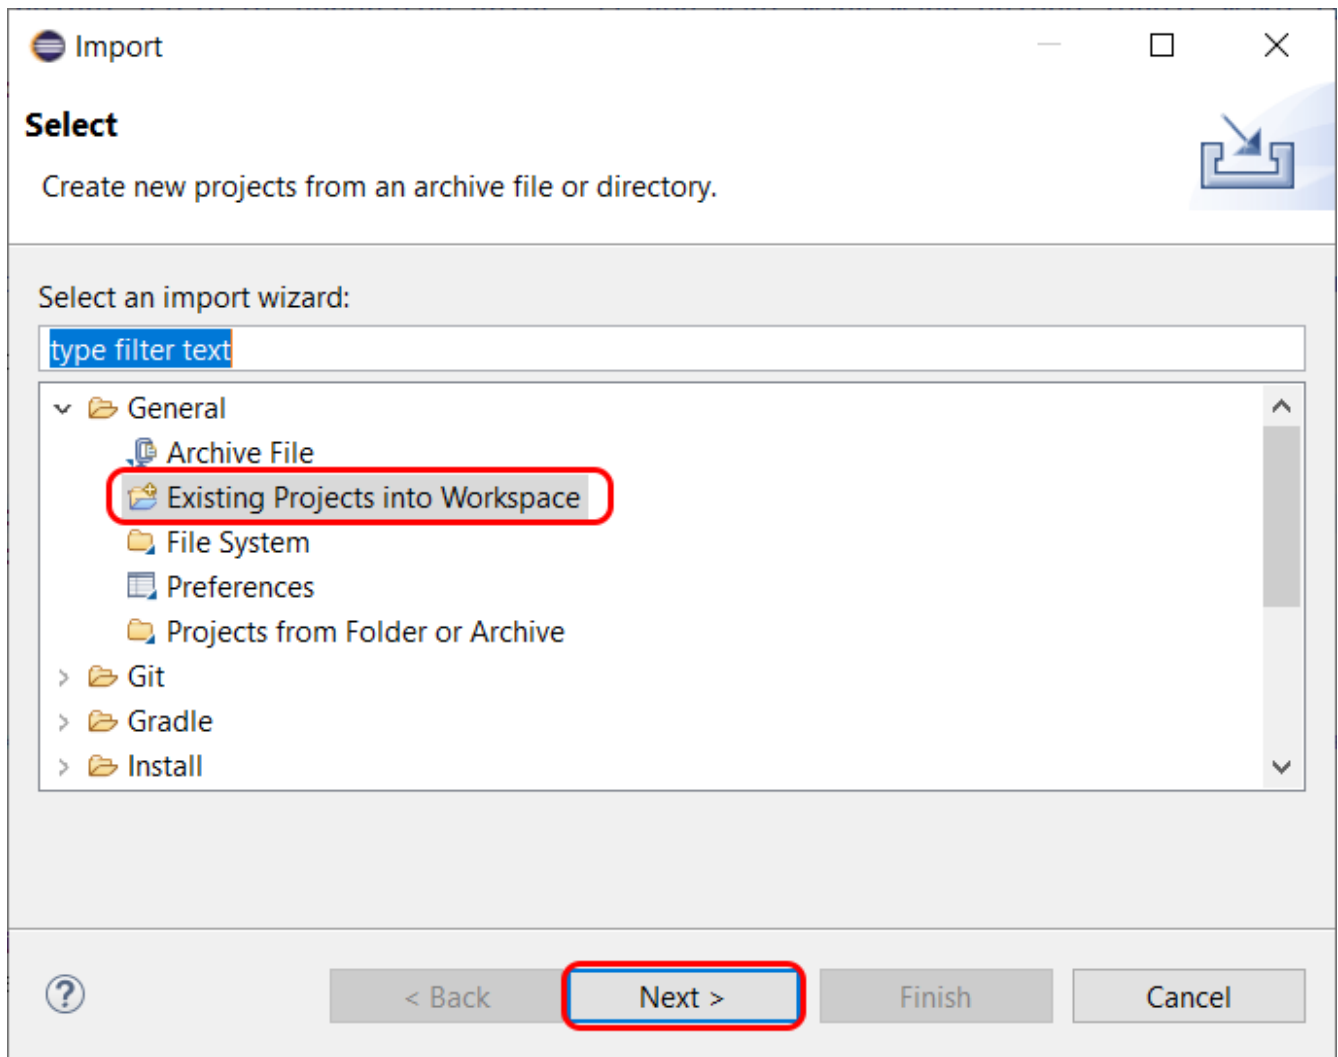 Import
Select
Create new projects from an archive file or directory.
Select an import wizard:
type filter text
General
Archive File
Existing Projects into Workspace
File System
Preferences
Projects from Folder or Archive
Git
Gradle
Install
< Back Next > Finish Cancel